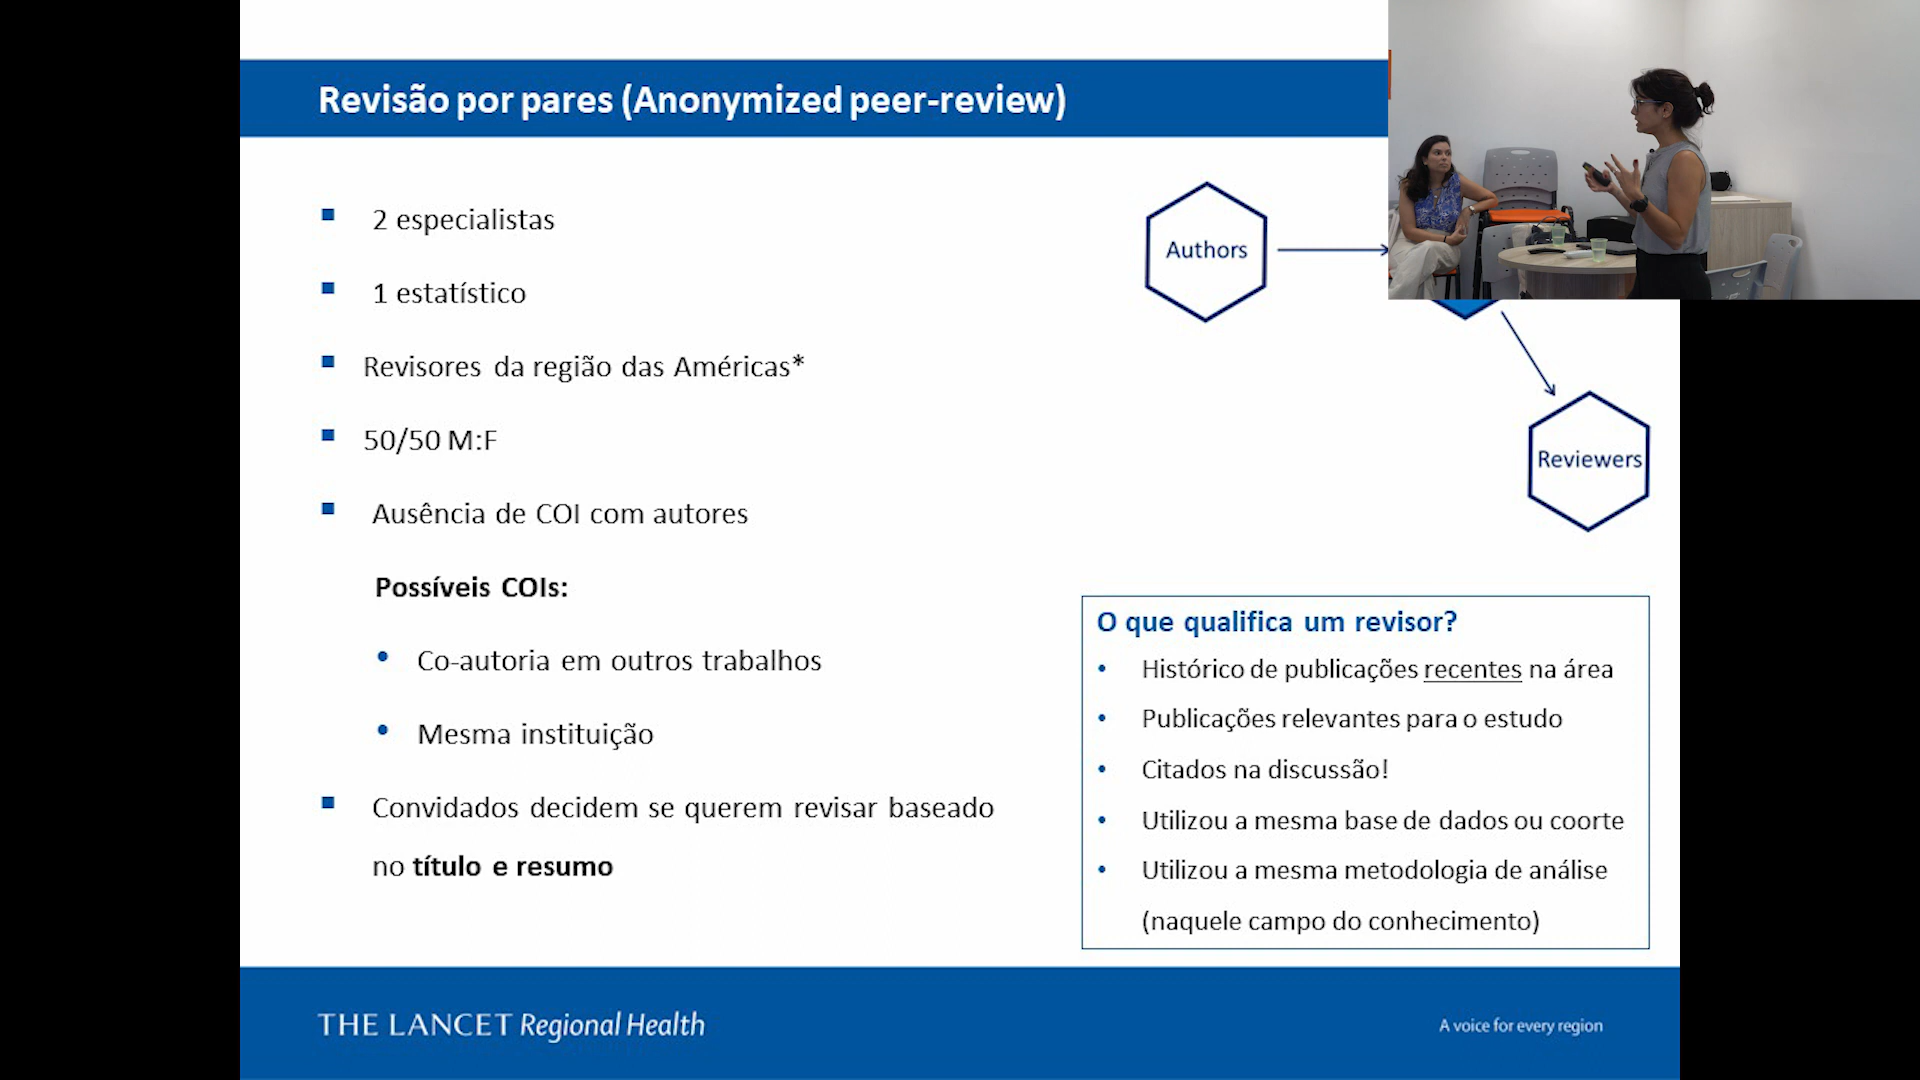 Revisão por pares (Anonymized peer-review)
2 especialistas
1 estatístico
Revisores da região das Américas*
50/50 M:F
Ausência de COI com autores
Possíveis COIs:
Co-autoria em outros trabalhos
Mesma instituição
Convidados decidem se querem revisar baseado
no título e resumo
Authors
Reviewers
O que qualifica um revisor?
Histórico de publicações recentes na área
Publicações relevantes para o estudo
Citados na discussão!
Utilizou a mesma base de dados ou coorte
Utilizou a mesma metodologia de análise
(naquele campo do conhecimento)
THE LANCET Regional Health
A voice for every region